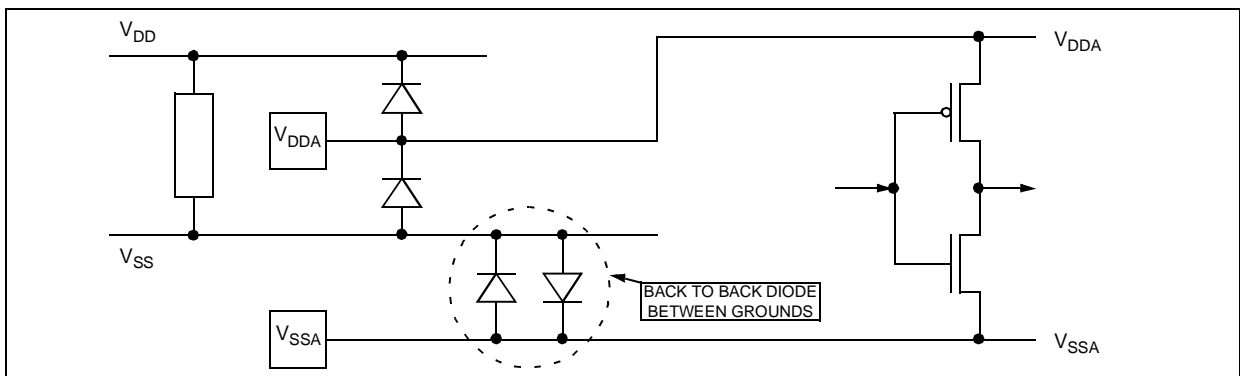 VDD
VDDA
VDDA
VSS
BACK TO BACK DIODE
BETWEEN GROUNDS
VSSA
VSSA